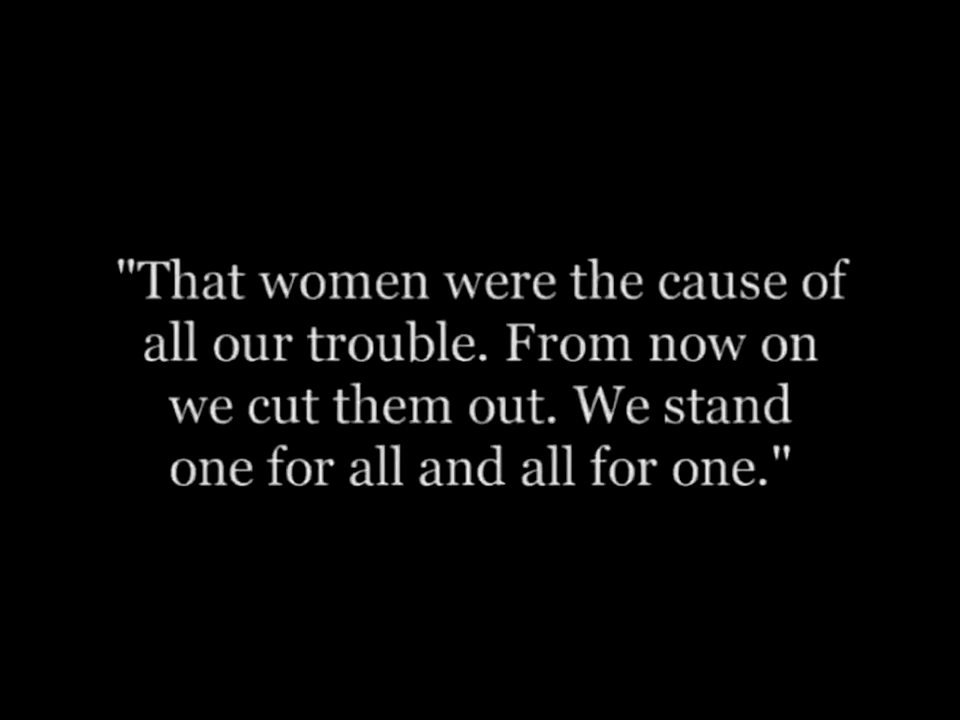 "That women were the cause of
all our trouble. From now on
we cut them out. We stand
one for all and all for one."